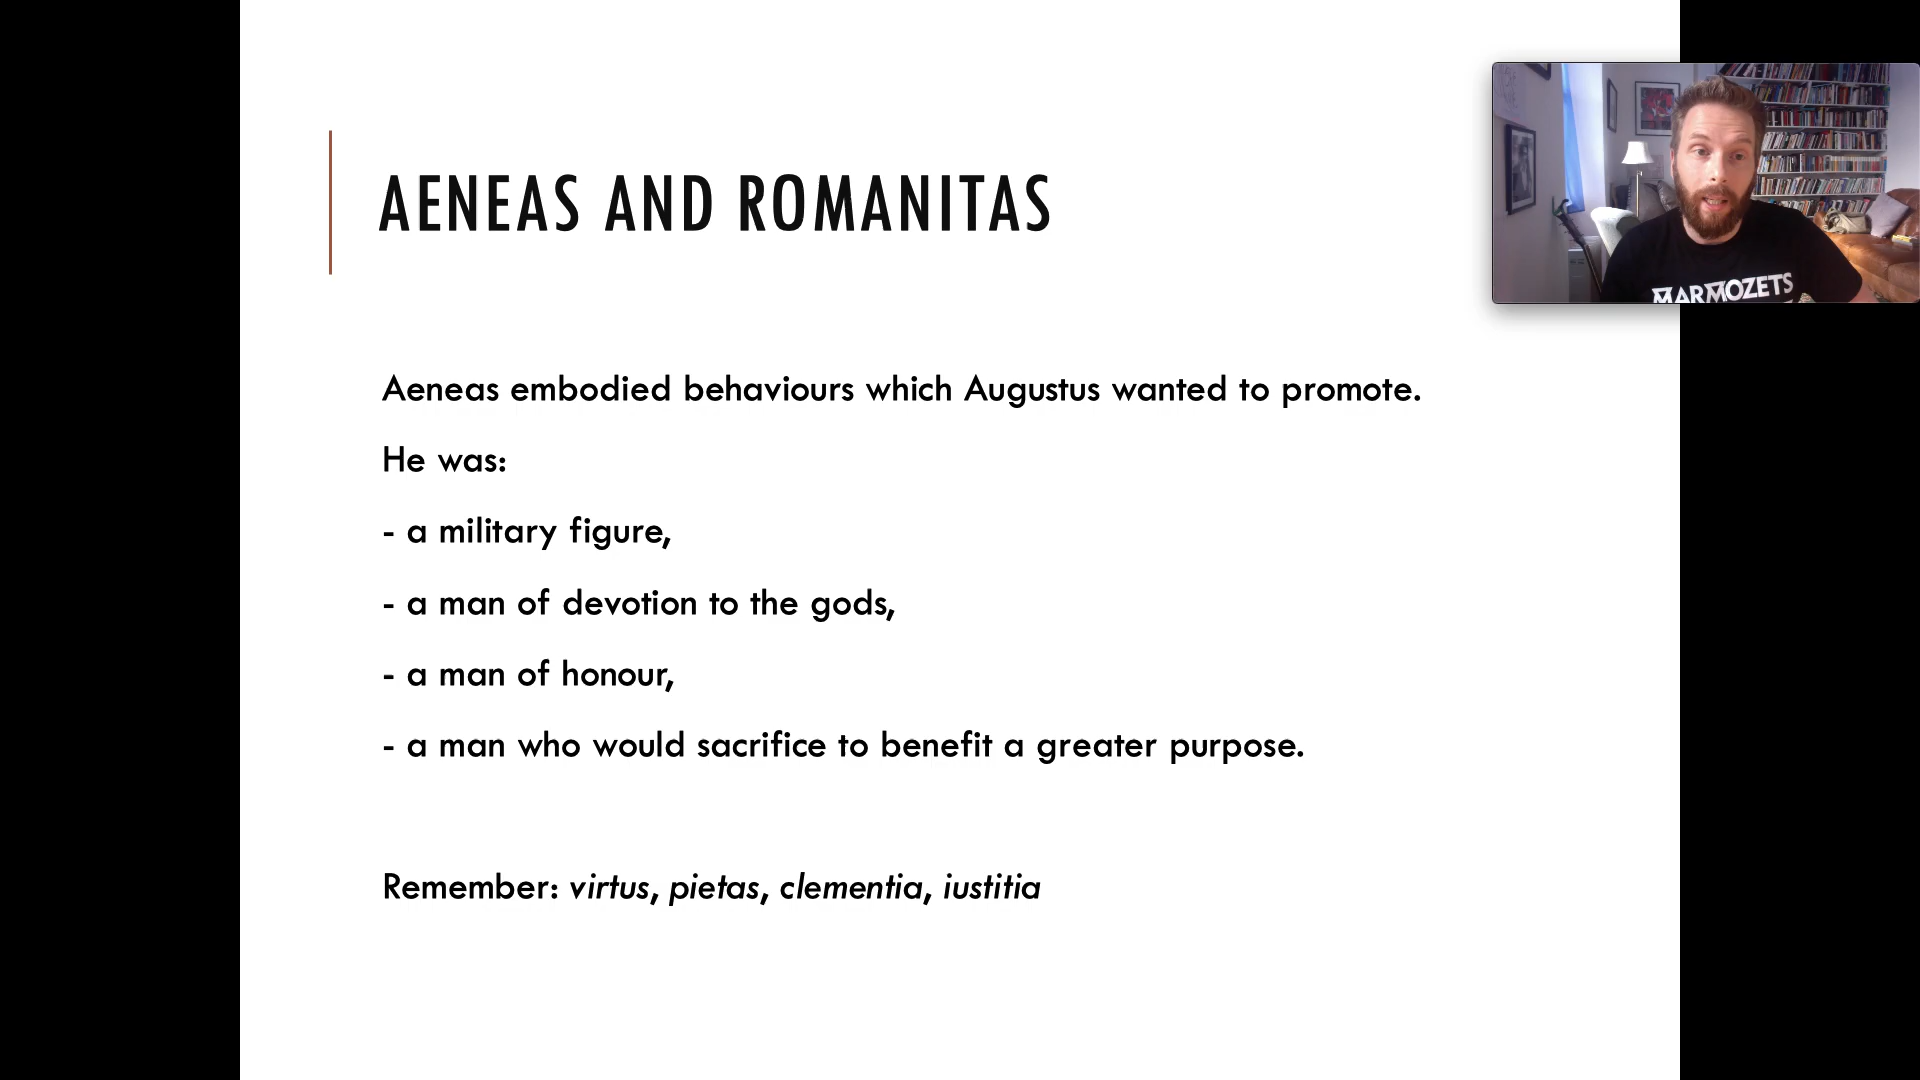 AENEAS AND ROMANITAS
MARMOZETS
Aeneas embodied behaviours which Augustus wanted to promote.
He was:
- a military figure,
- a man of devotion to the gods,
- a man of honour,
- a man who would sacrifice to benefit a greater purpose.
Remember: virtus, pietas, clementia, iustitia